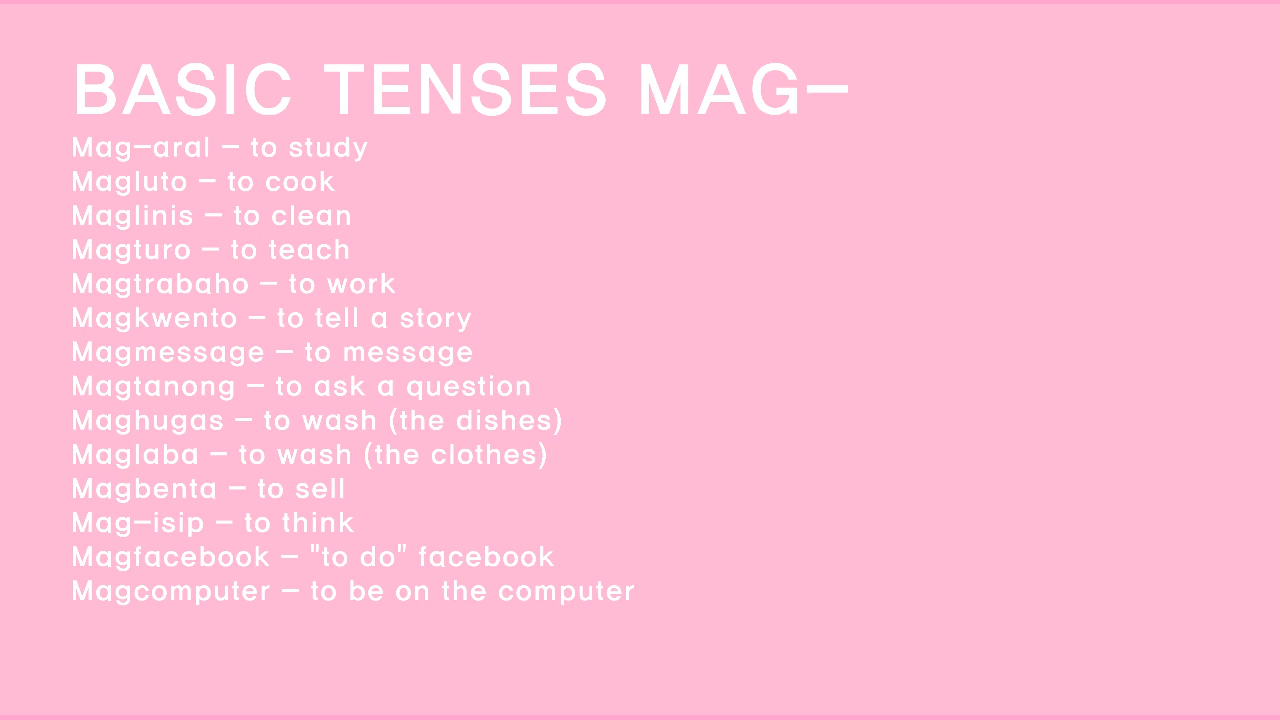 BASIC TENSES MAG-
Mag-aral - to study
Magluto - to cook
Maglinis - to clean
Magturo - to teach
Magtrabaho - to work
Magkwento - to tell a story
Magmessage - to message
Magtanong - to ask a question
Maghugas - to wash (the dishes)
Maglaba - to wash (the clothes)
Magbenta - to sell
Mag-isip - to think
Magfacebook - "to do" facebook
Magcomputer - to be on the computer